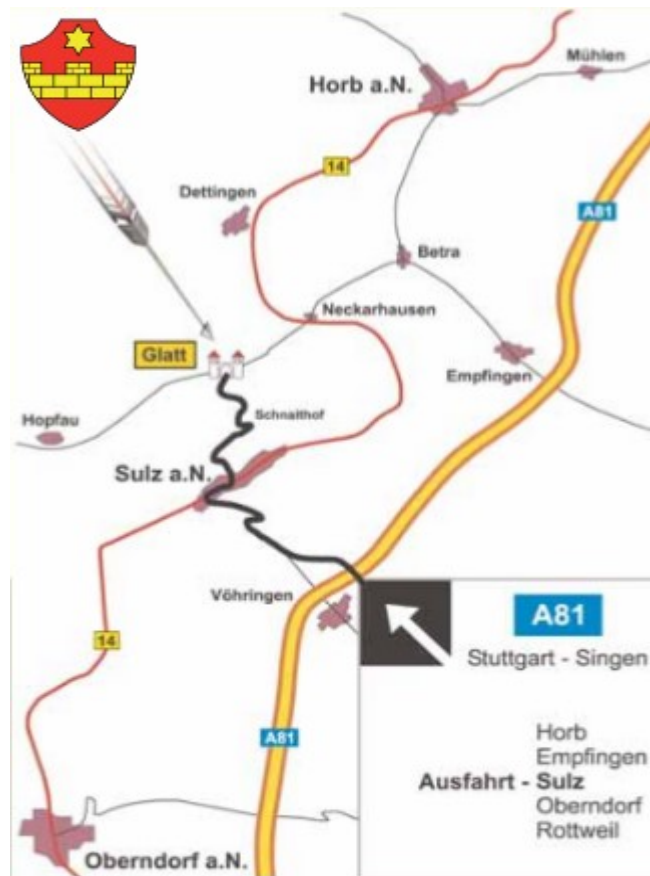 Horb a.N.
Mühlen
14
Dettingen
A81
Betra
Neckarhausen
Glatt
Empfingen
Hopfau
Schnaithof
Sulz a.N.
Vöhringen
A81
Stuttgart - Singen
14
Horb
A81
Empfingen
Ausfahrt - Sulz
Oberndorf
Rottweil
Oberndorf a.N.